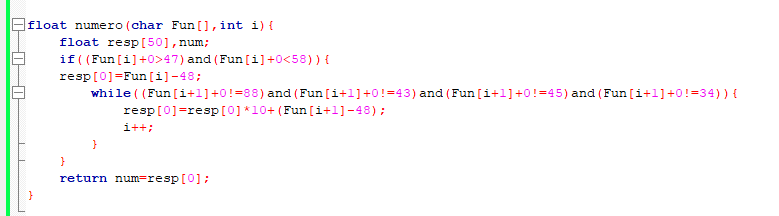 float numero(char Fun[],int i){
float resp[50],num;
if((Fun[i]+0>47)and(Fun[i]+0<58)){
resp[0]=Fun[i]-48;
while((Fun[i+1]+0!=88)and(Fun[i+1]+0!=43)and(Fun[i+1]+0!=45)and(Fun[i+1]+0!=34)){
resp[0]=resp[0]*10+(Fun[i+1]-48);
i++;
}
}
return num=resp[0];
}